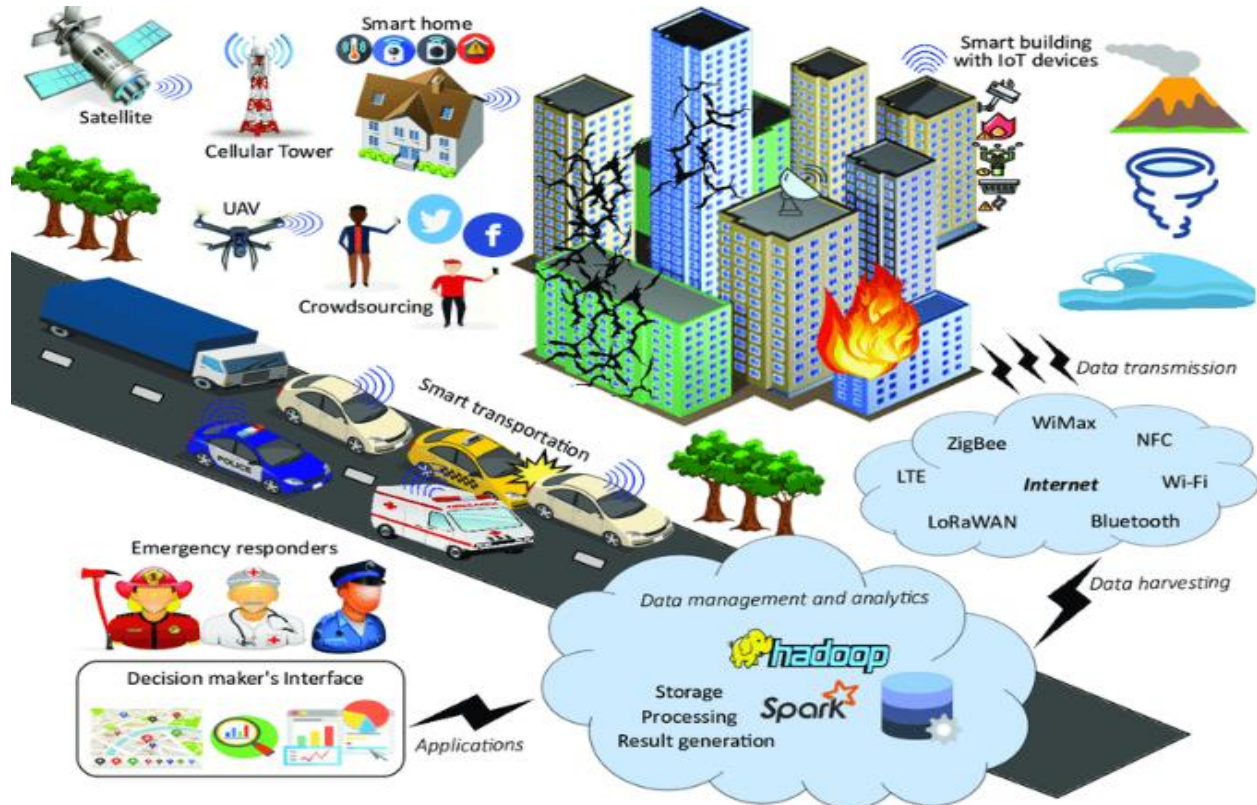 Smart home
Smart building
with IoT devices
Satellite
Cellular Tower
UAV
f
Crowdsourcing
Smart transportation
POLICE
AMBULANCE
Data transmission
WiMax
ZigBee
NFC
LTE
Internet
Wi-Fi
LoRaWAN
Bluetooth
Emergency responders
Data management and analytics
Data harvesting
hadoop
Decision maker's Interface
Storage
Spark
Processing
Result generation
Applications